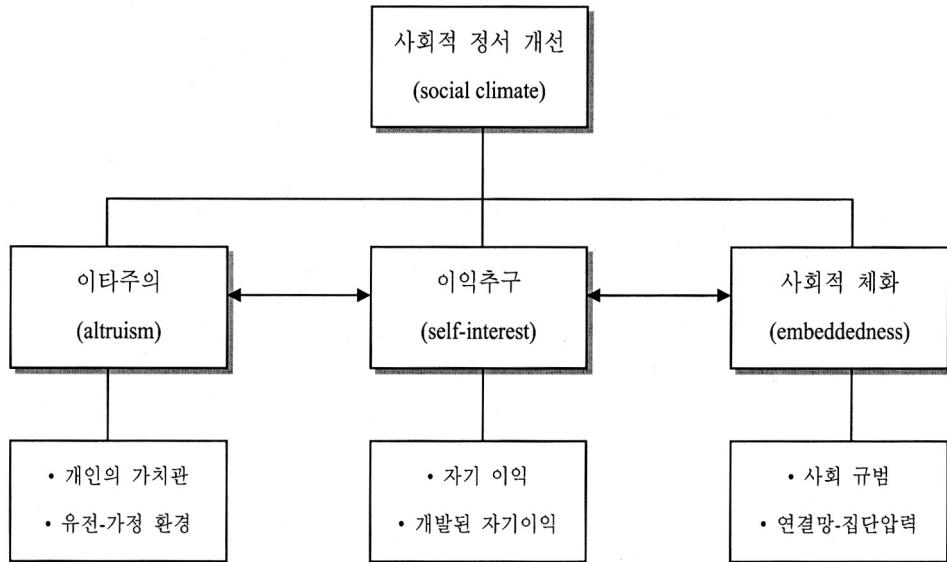 사회적 정서 개선
(social climate)
이타주의
(altruism)
이익추구
(self-interest)
사회적 체화
(embeddedness)
• 개인의 가치관
• 유전-가정 환경
• 자기 이익
• 개발된 자기이익
• 사회 규범
• 연결망-집단압력